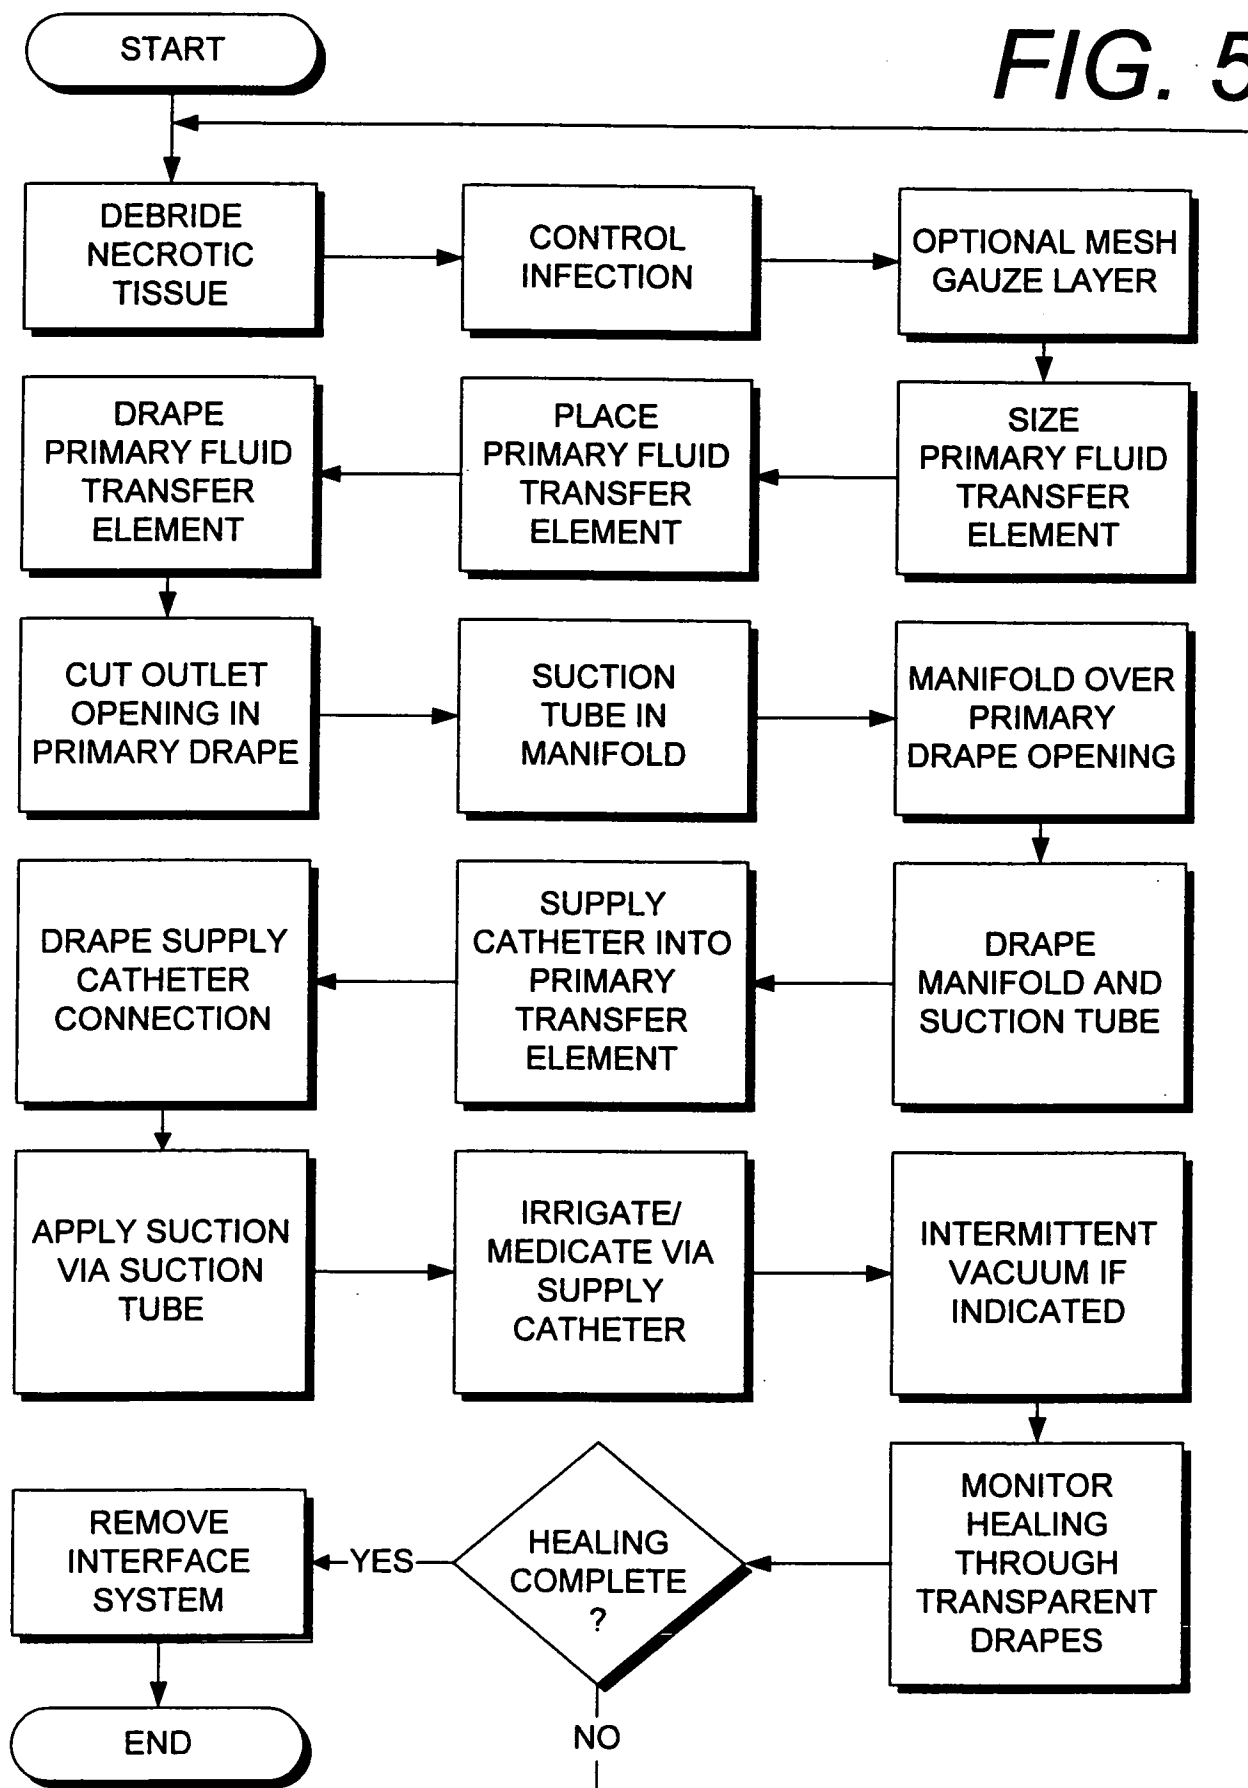 START
FIG. 5
DEBRIDE
NECROTIC
TISSUE
CONTROL
INFECTION
OPTIONAL MESH
GAUZE LAYER
SIZE
PRIMARY FLUID
TRANSFER
ELEMENT
PLACE
PRIMARY FLUID
TRANSFER
ELEMENT
DRAPE
PRIMARY FLUID
TRANSFER
ELEMENT
CUT OUTLET
OPENING IN
PRIMARY DRAPE
SUCTION
TUBE IN
MANIFOLD
MANIFOLD OVER
PRIMARY
DRAPE OPENING
DRAPE
MANIFOLD AND
SUCTION TUBE
SUPPLY
CATHETER INTO
PRIMARY
TRANSFER
ELEMENT
DRAPE SUPPLY
CATHETER
CONNECTION
APPLY SUCTION
VIA SUCTION
TUBE
IRRIGATE/
MEDICATE VIA
SUPPLY
CATHETER
INTERMITTENT
VACUUM IF
INDICATED
MONITOR
HEALING
THROUGH
TRANSPARENT
DRAPES
HEALING
COMPLETE
?
YES
REMOVE
INTERFACE
SYSTEM
END
NO